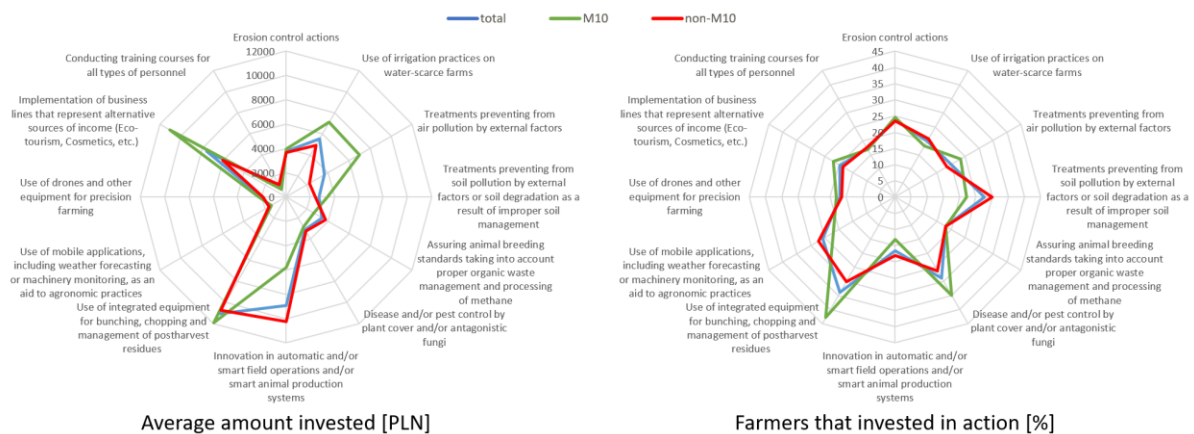 total M10 non-M10
Erosion control actions
12000
10000
8000
6000
4000
2000
0
Use of irrigation practices on
water-scarce farms
Treatments preventing from
air pollution by external factors
Treatments preventing from
soil pollution by external
factors or soil degradation as a
result of improper soil
management
Assuring animal breeding
standards taking into account
proper organic waste
management and processing of
methane
Disease and/or pest control by
plant cover and/or antagonistic
fungi
Innovation in automatic and/or
smart field operations and/or
smart animal production
systems
Use of integrated equipment
for bunching, chopping and
management of postharvest
residues
Use of mobile applications,
including weather forecasting
or machinery monitoring, as an
aid to agronomic practices
Use of drones and other
equipment for precision
farming
Implementation of business
lines that represent alternative
sources of income (Eco-
tourism, Cosmetics, etc.)
Conducting training courses for
all types of personnel
Average amount invested [PLN]
Erosion control actions
45
40
35
30
25
20
15
10
5
0
Use of irrigation practices on
water-scarce farms
Treatments preventing from
air pollution by external factors
Treatments preventing from
soil pollution by external
factors or soil degradation as a
result of improper soil
management
Assuring animal breeding
standards taking into account
proper organic waste
management and processing of
methane
Disease and/or pest control by
plant cover and/or antagonistic
fungi
Innovation in automatic and/or
smart field operations and/or
smart animal production
systems
Use of integrated equipment
for bunching, chopping and
management of postharvest
residues
Use of mobile applications,
including weather forecasting
or machinery monitoring, as an
aid to agronomic practices
Use of drones and other
equipment for precision
farming
Implementation of business
lines that represent alternative
sources of income (Eco-
tourism, Cosmetics, etc.)
Conducting training courses for
all types of personnel
Farmers that invested in action [%]